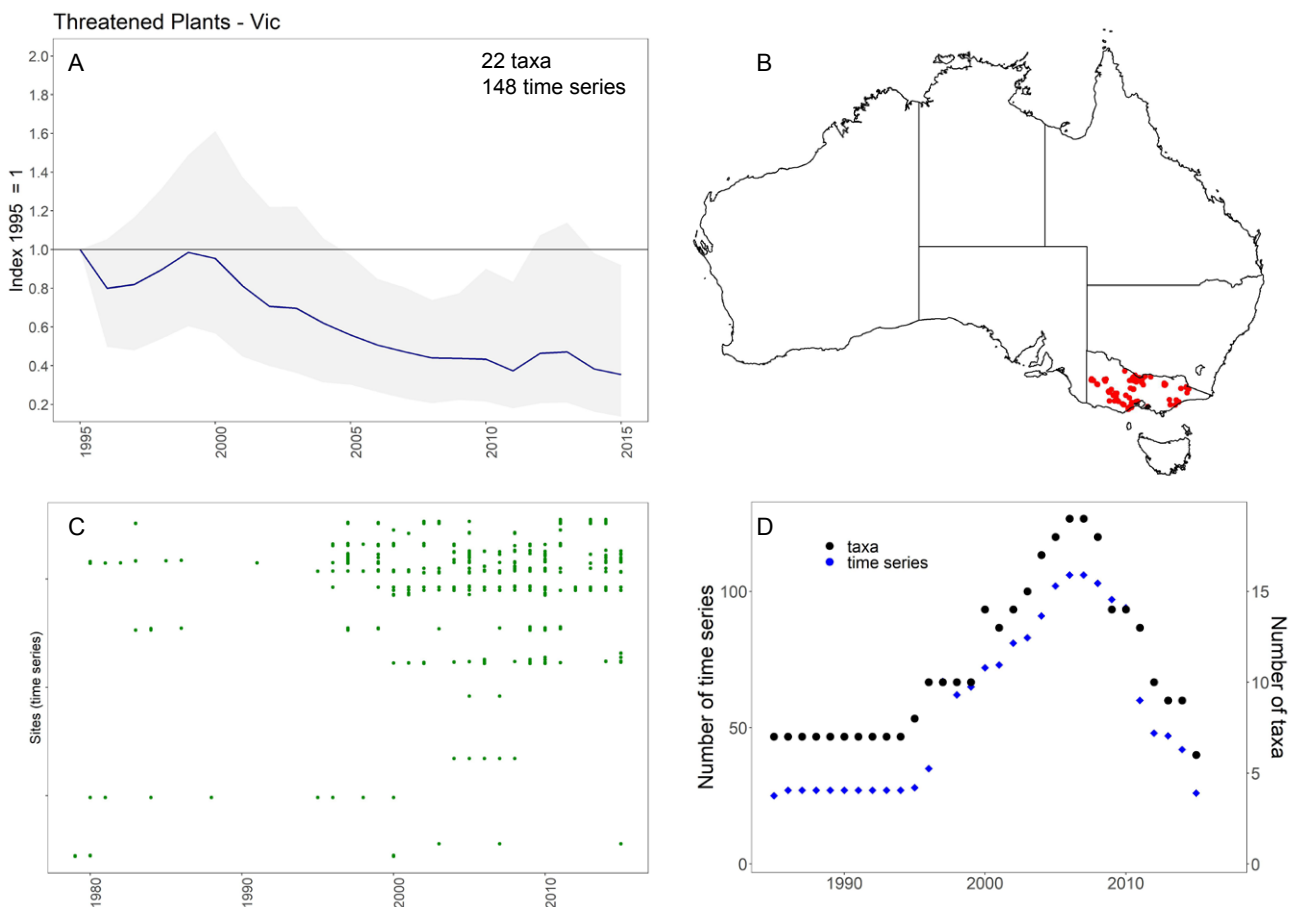 Threatened Plants - Vic
A
22 taxa
148 time series
2.0
1.8
1.6
1.4
1.2
1.0
0.8
0.6
0.4
0.2
Index 1995 = 1
1995
2000
2005
2010
2015
B
C
Sites (time series)
1980
1990
2000
2010
D
taxa
time series
100
50
0
Number of time series
15
10
5
0
Number of taxa
1990
2000
2010